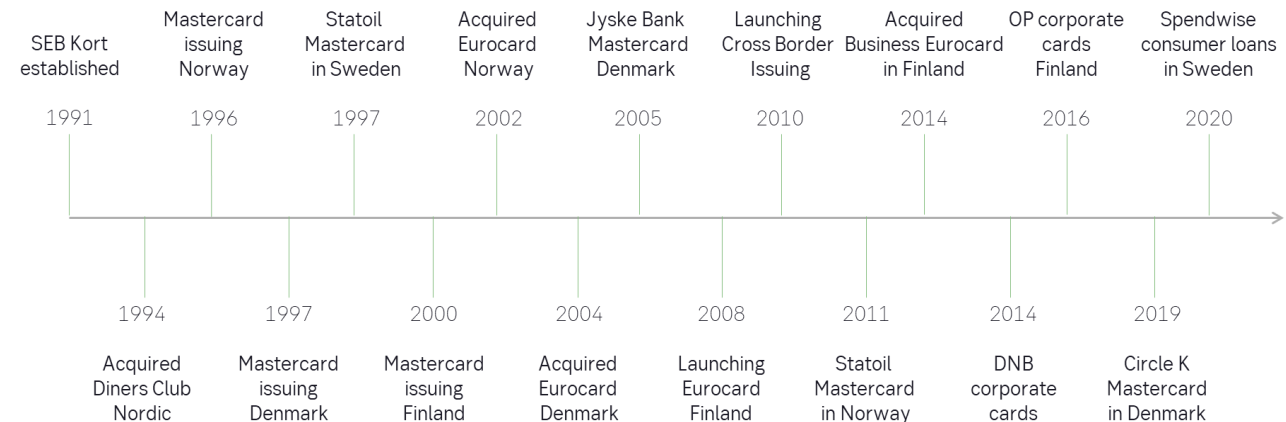 SEB Kort
established
1991
Mastercard
issuing
Norway
1996
Statoil
Mastercard
in Sweden
1997
Acquired
Eurocard
Norway
2002
Jyske Bank
Mastercard
Denmark
2005
Launching
Cross Border
Issuing
2010
Acquired
Business Eurocard
in Finland
2014
OP corporate
cards
Finland
2016
Spendwise
consumer loans
in Sweden
2020
1994
Acquired
Diners Club
Nordic
1997
Mastercard
issuing
Denmark
2000
Mastercard
issuing
Finland
2004
Acquired
Eurocard
Denmark
2008
Launching
Eurocard
Finland
2011
Statoil
Mastercard
in Norway
2014
DNB
corporate
cards
2019
Circle K
Mastercard
in Denmark